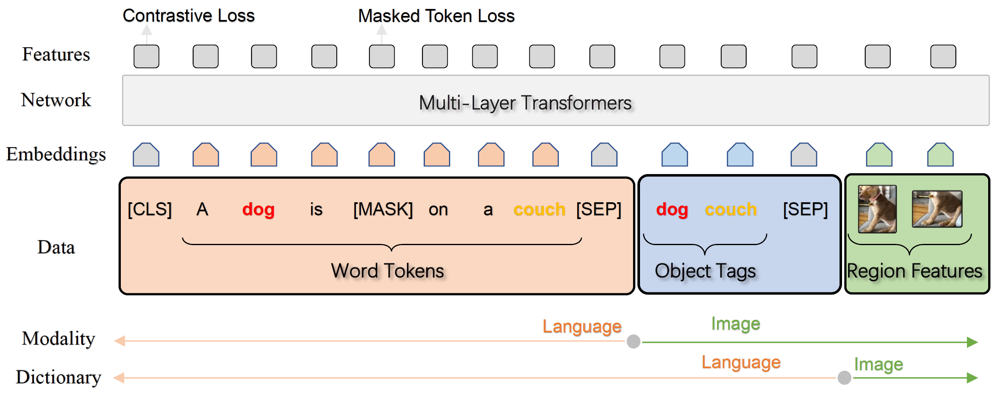 Contrastive Loss Masked Token Loss
Features
Network Multi-Layer Transformers
Embeddings
[CLS] A dog is [MASK] on a couch [SEP] dog couch [SEP]
Data
Word Tokens Object Tags Region Features
Modality Language Image
Dictionary Language Image